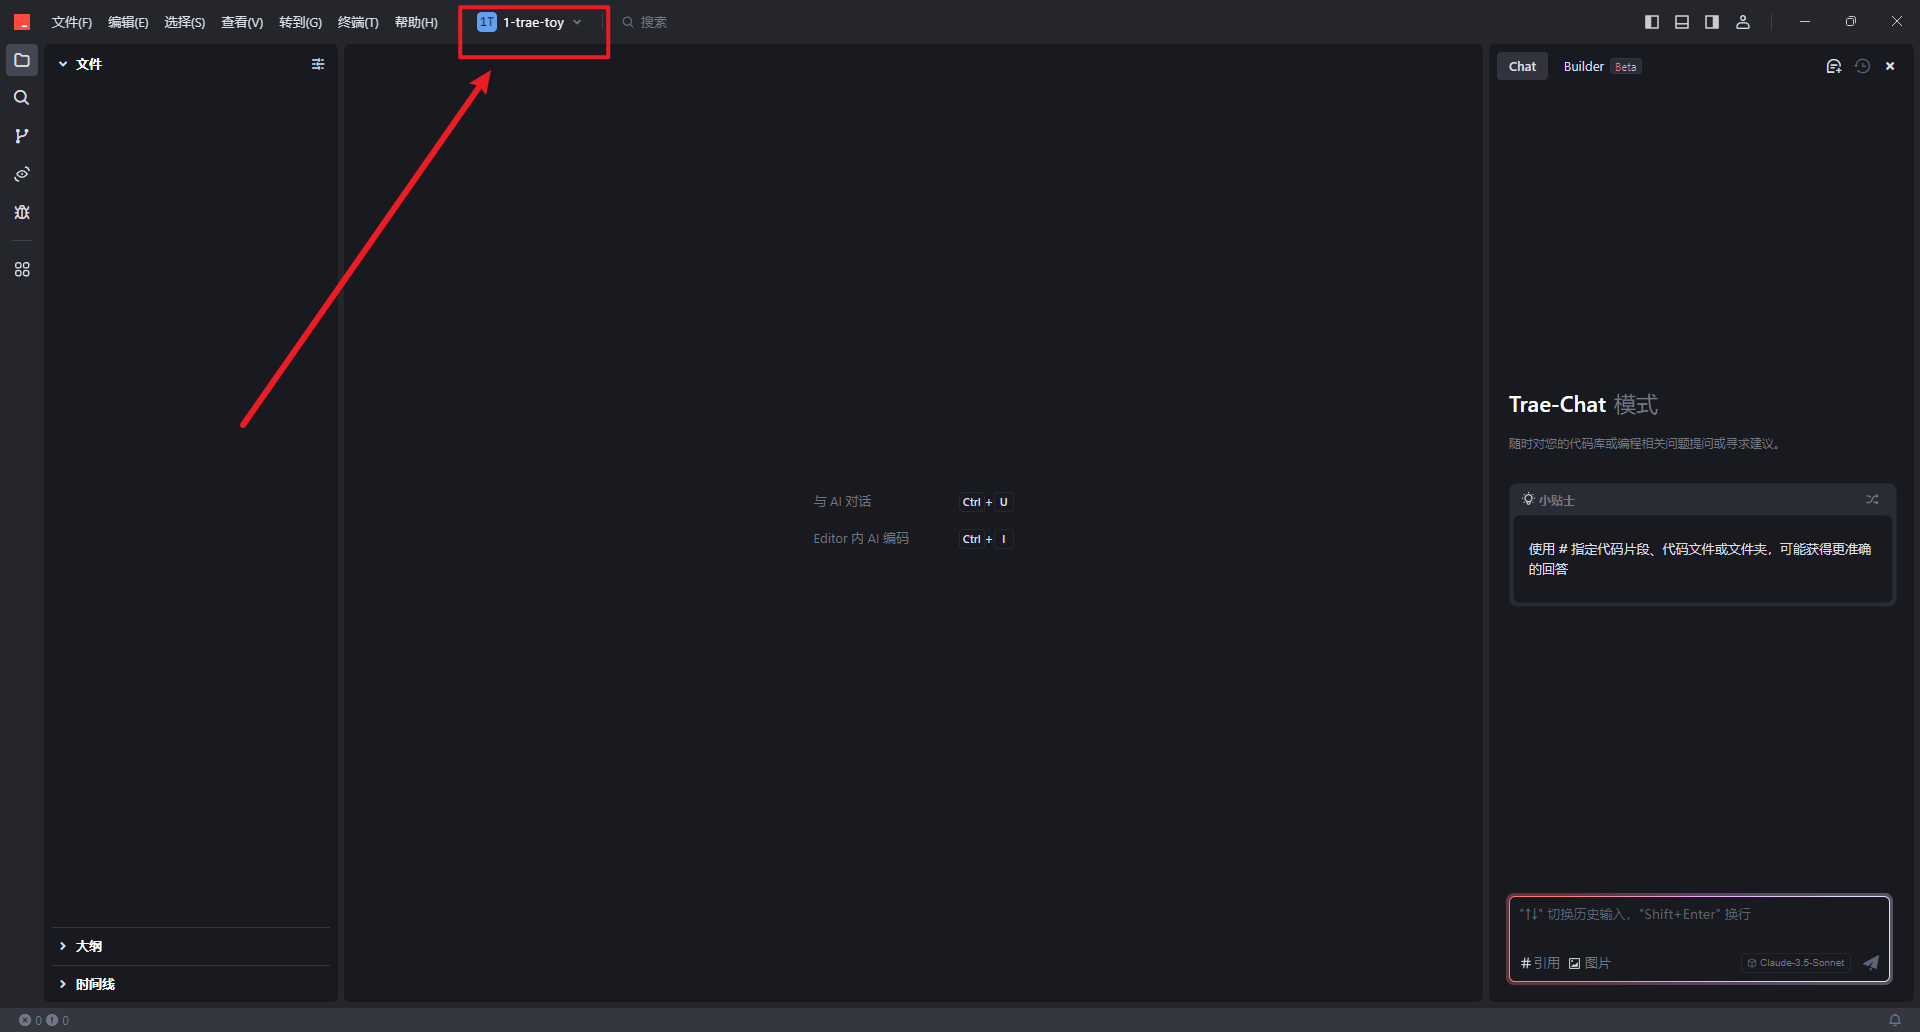 文件(F) 编辑(E) 选择(S) 查看(V) 转到(G) 终端(T) 帮助(H) 1T 1-trae-toy 搜索
文件
Chat Builder Beta
与 AI 对话 Ctrl + U
Editor 内 AI 编码 Ctrl + I
Trae-Chat 模式
随时对您的代码库或编程相关问题提问或寻求建议。
小贴士
使用 # 指定代码片段、代码文件或文件夹，可能获得更准确
的回答
大纲
时间线
"↑↓" 切换历史输入，"Shift+Enter" 换行
#引用 图片 Claude-3.5-Sonnet
0 0